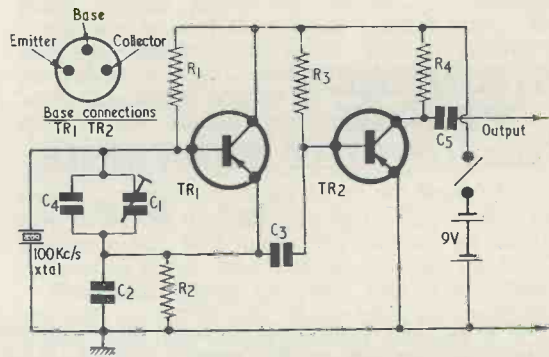 Base
Emitter
Collector
Base connections
TR1 TR2
R1
R3
R4
C5
Output
TR1
TR2
C4
C1
C3
9V
100Kc/s
xtal
C2
R2